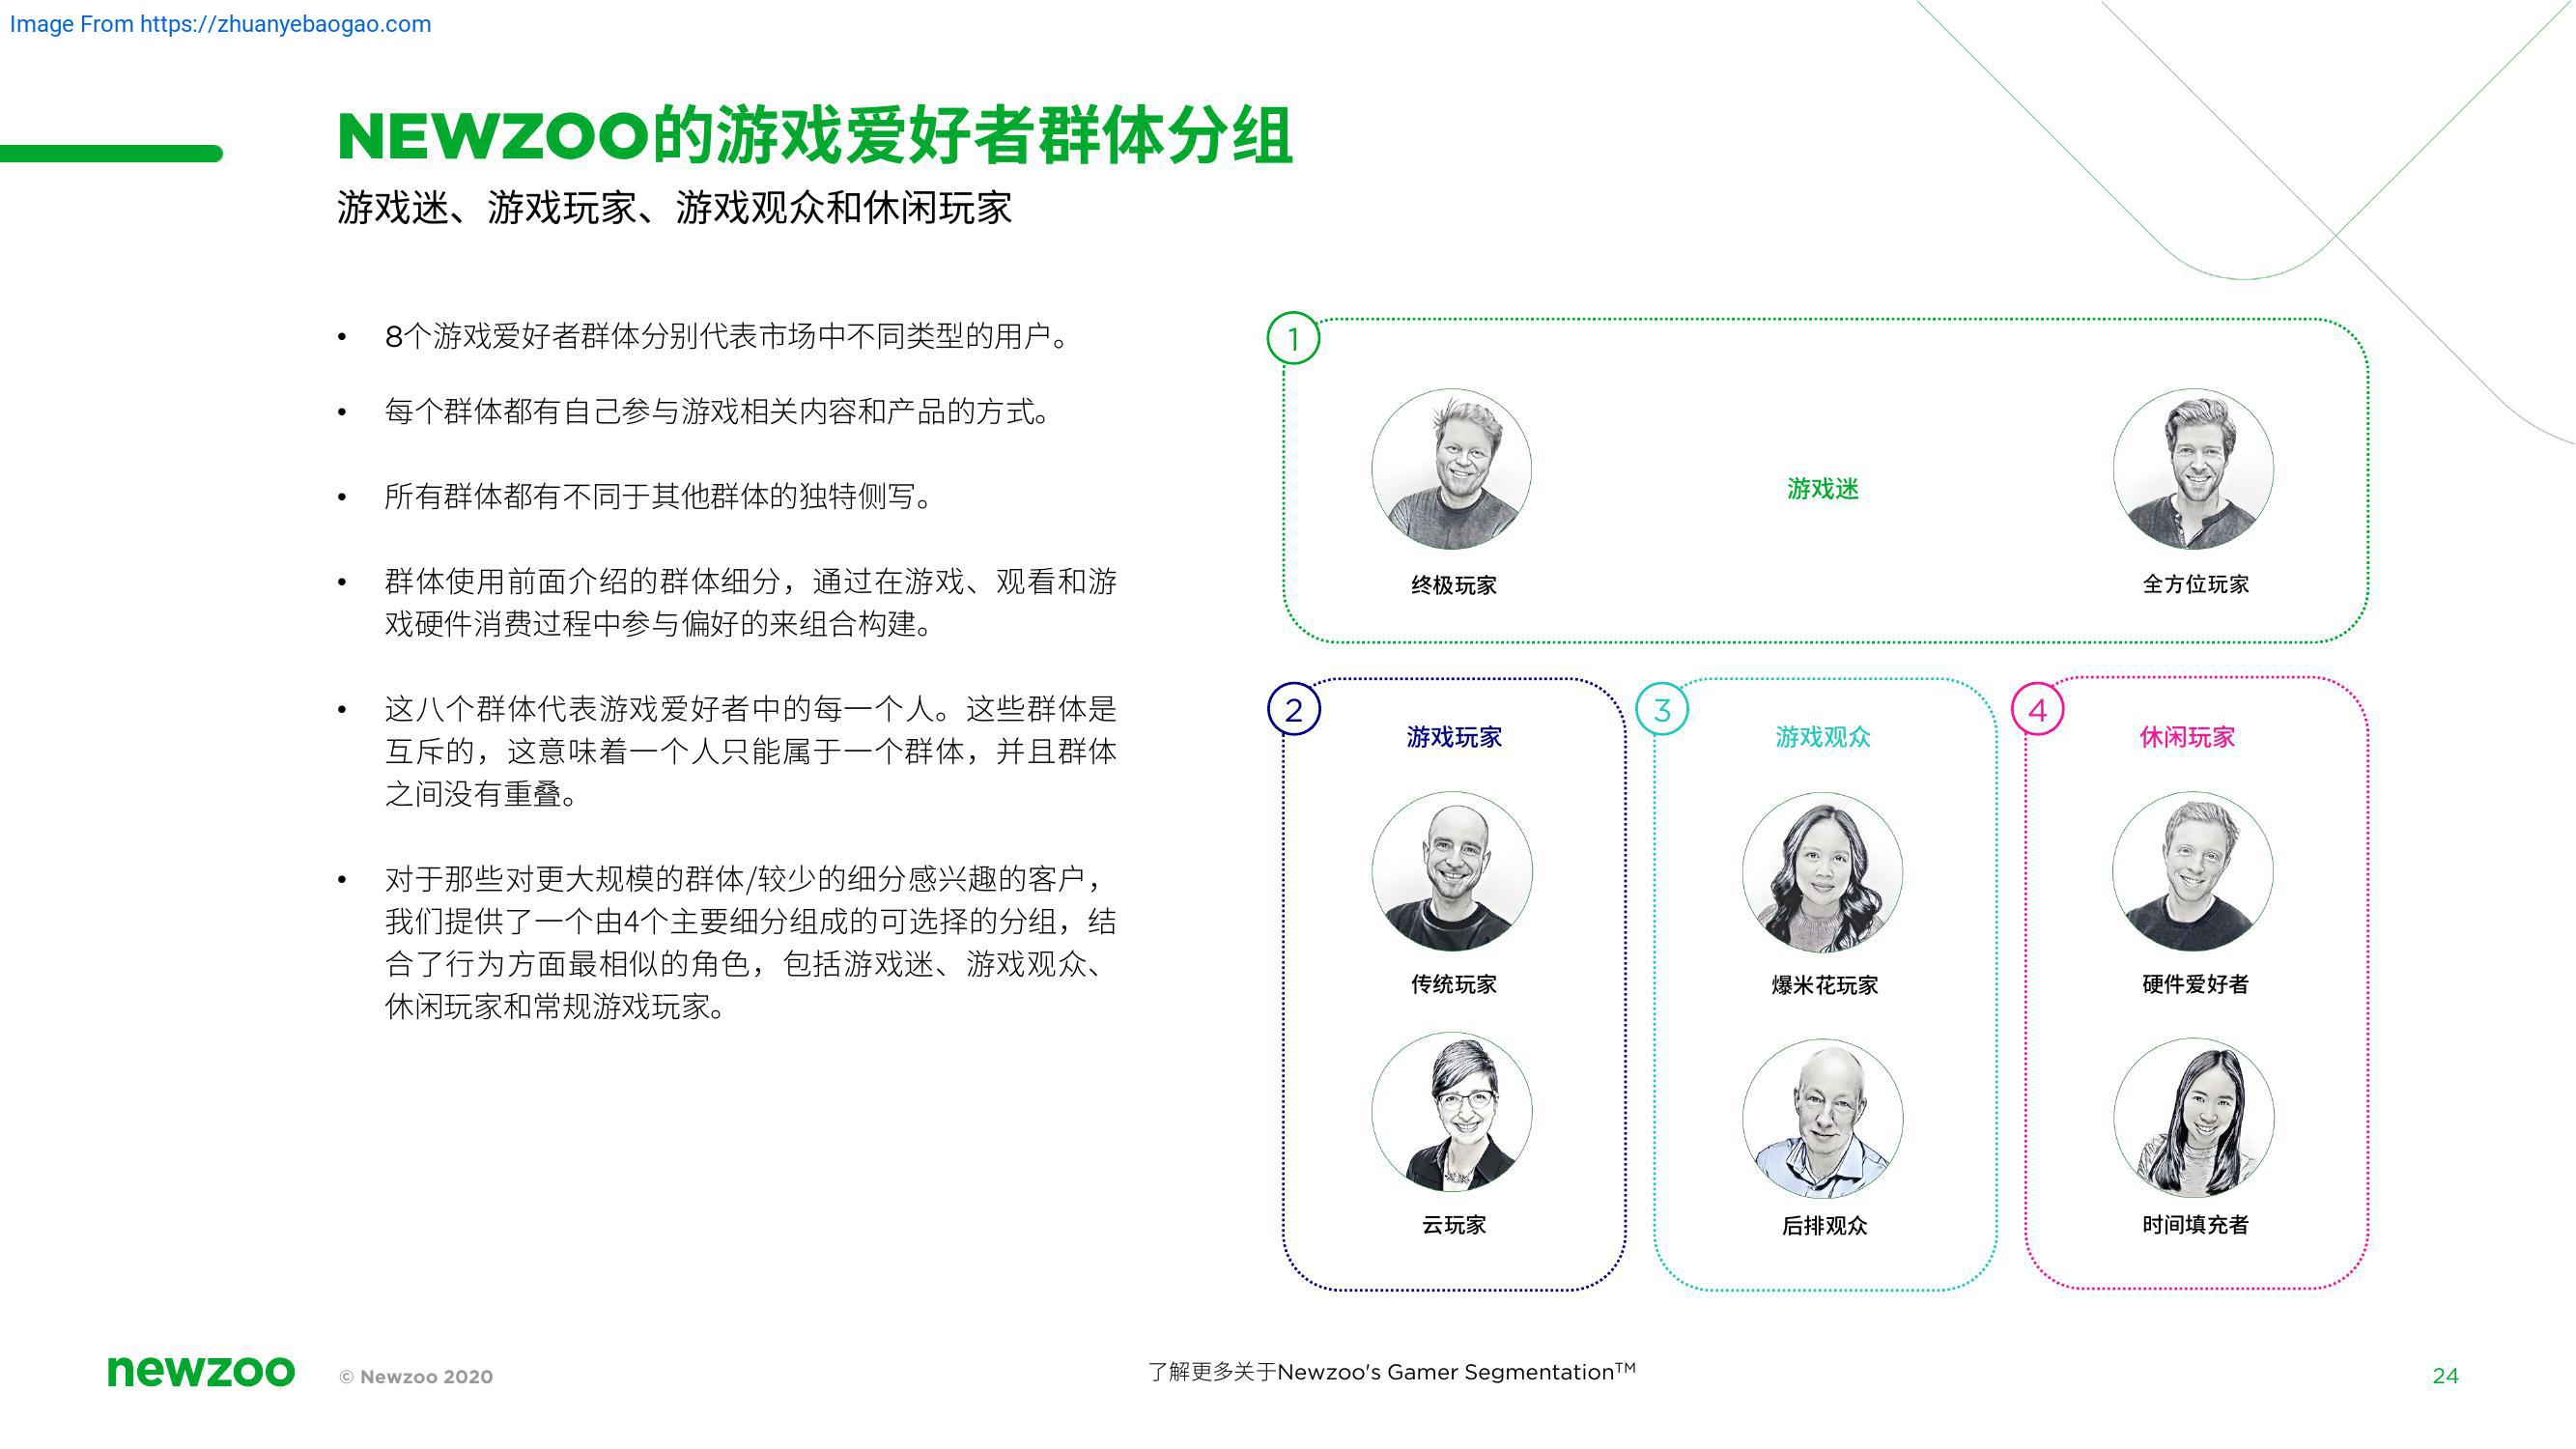 Image From https://zhuanyebaogao.com
NEWZOO的游戏爱好者群体分组
游戏迷、游戏玩家、游戏观众和休闲玩家
• 8个游戏爱好者群体分别代表市场中不同类型的用户。
• 每个群体都有自己参与游戏相关内容和产品的方式。
• 所有群体都有不同于其他群体的独特侧写。
• 群体使用前面介绍的群体细分，通过在游戏、观看和游
戏硬件消费过程中参与偏好的来组合构建。
• 这八个群体代表游戏爱好者中的每一个人。这些群体是
互斥的，这意味着一个人只能属于一个群体，并且群体
之间没有重叠。
• 对于那些对更大规模的群体/较少的细分感兴趣的客户，
我们提供了一个由4个主要细分组成的可选择的分组，结
合了行为方面最相似的角色，包括游戏迷、游戏观众、
休闲玩家和常规游戏玩家。
1
游戏迷
终极玩家
全方位玩家
2
游戏玩家
传统玩家
云玩家
3
游戏观众
爆米花玩家
后排观众
4
休闲玩家
硬件爱好者
时间填充者
newzoo
© Newzoo 2020
了解更多关于Newzoo's Gamer Segmentation™
24